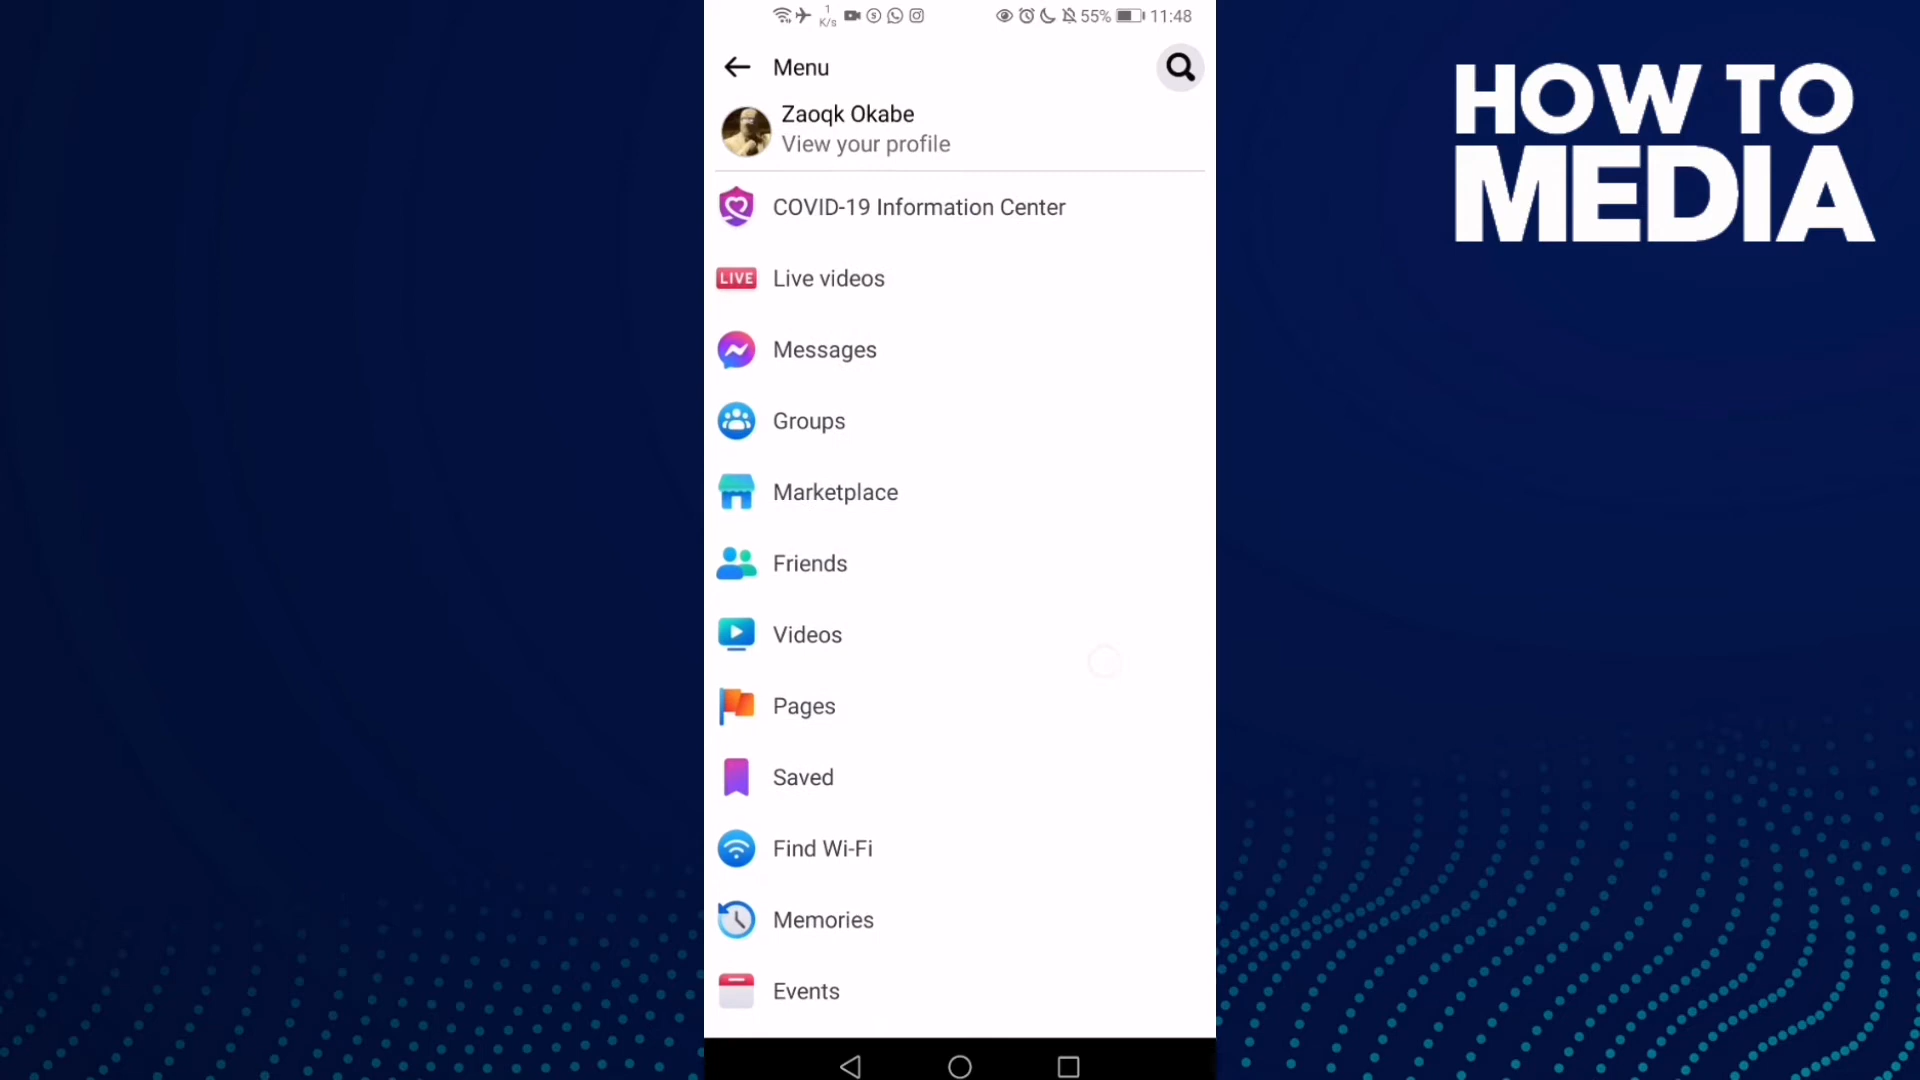 1
K/s
55% 11:48
Menu
Zaoqk Okabe
View your profile
COVID-19 Information Center
LIVE Live videos
Messages
Groups
Marketplace
Friends
Videos
Pages
Saved
Find Wi-Fi
Memories
Events
HOW TO
MEDIA